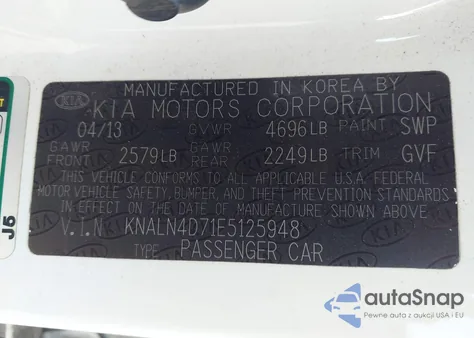 MANUFACTURED IN KOREA BY
KIA KIA MOTORS CORPORATION
04/13 GVWR 4696LB PAINT SWP
GAWR FRONT 2579LB GAWR REAR 2249LB TRIM GVF
THIS VEHICLE CONFORMS TO ALL APPLICABLE U.S.A. FEDERAL
MOTOR VEHICLE SAFETY, BUMPER, AND THEFT PREVENTION STANDARDS
IN EFFECT ON THE DATE OF MANUFACTURE SHOWN ABOVE.
V.I.N KNALN4D71E5125948
TYPE PASSENGER CAR
J5
autoSnap
Pewne auta z aukcji USA i EU